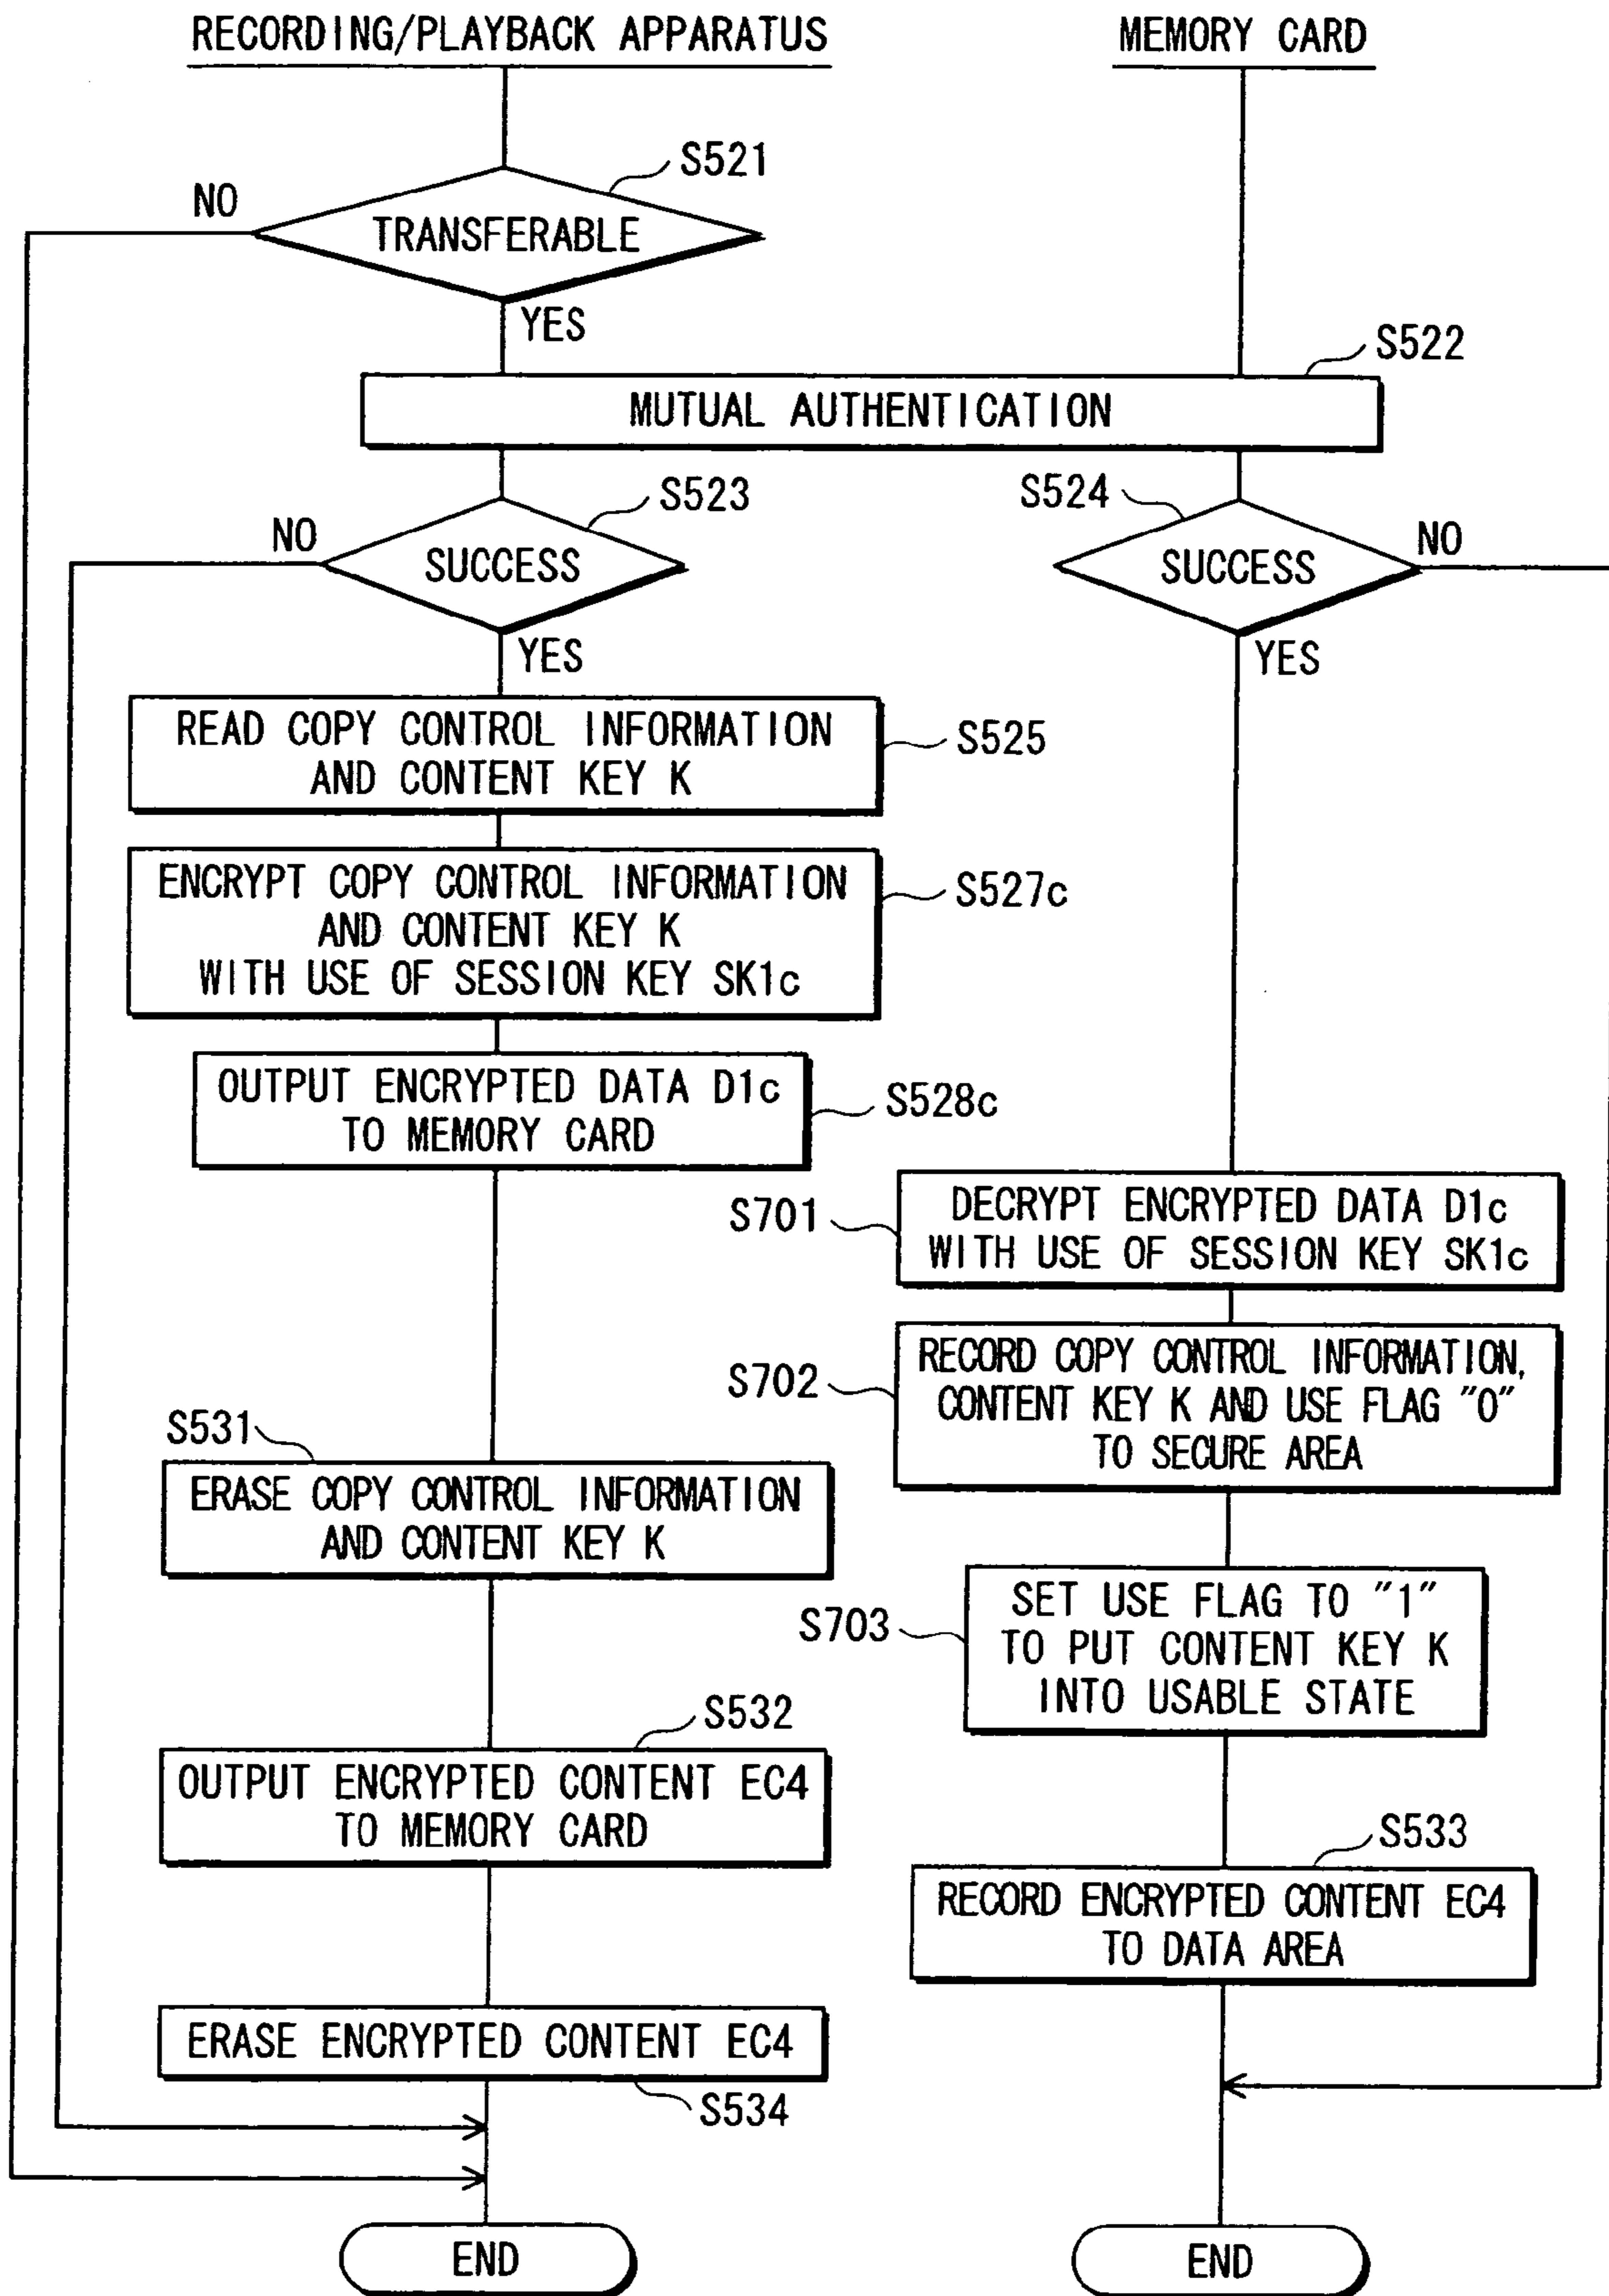 RECORDING/PLAYBACK APPARATUS
MEMORY CARD
S521
NO
TRANSFERABLE
YES
S522
MUTUAL AUTHENTICATION
S523
S524
NO
SUCCESS
SUCCESS
NO
YES
YES
READ COPY CONTROL INFORMATION
AND CONTENT KEY K
S525
ENCRYPT COPY CONTROL INFORMATION
AND CONTENT KEY K
WITH USE OF SESSION KEY SK1c
S527c
OUTPUT ENCRYPTED DATA D1c
TO MEMORY CARD
S528c
S701
DECRYPT ENCRYPTED DATA D1c
WITH USE OF SESSION KEY SK1c
S702
RECORD COPY CONTROL INFORMATION,
CONTENT KEY K AND USE FLAG "0"
TO SECURE AREA
S531
ERASE COPY CONTROL INFORMATION
AND CONTENT KEY K
S703
SET USE FLAG TO "1"
TO PUT CONTENT KEY K
INTO USABLE STATE
S532
OUTPUT ENCRYPTED CONTENT EC4
TO MEMORY CARD
S533
RECORD ENCRYPTED CONTENT EC4
TO DATA AREA
ERASE ENCRYPTED CONTENT EC4
S534
END
END